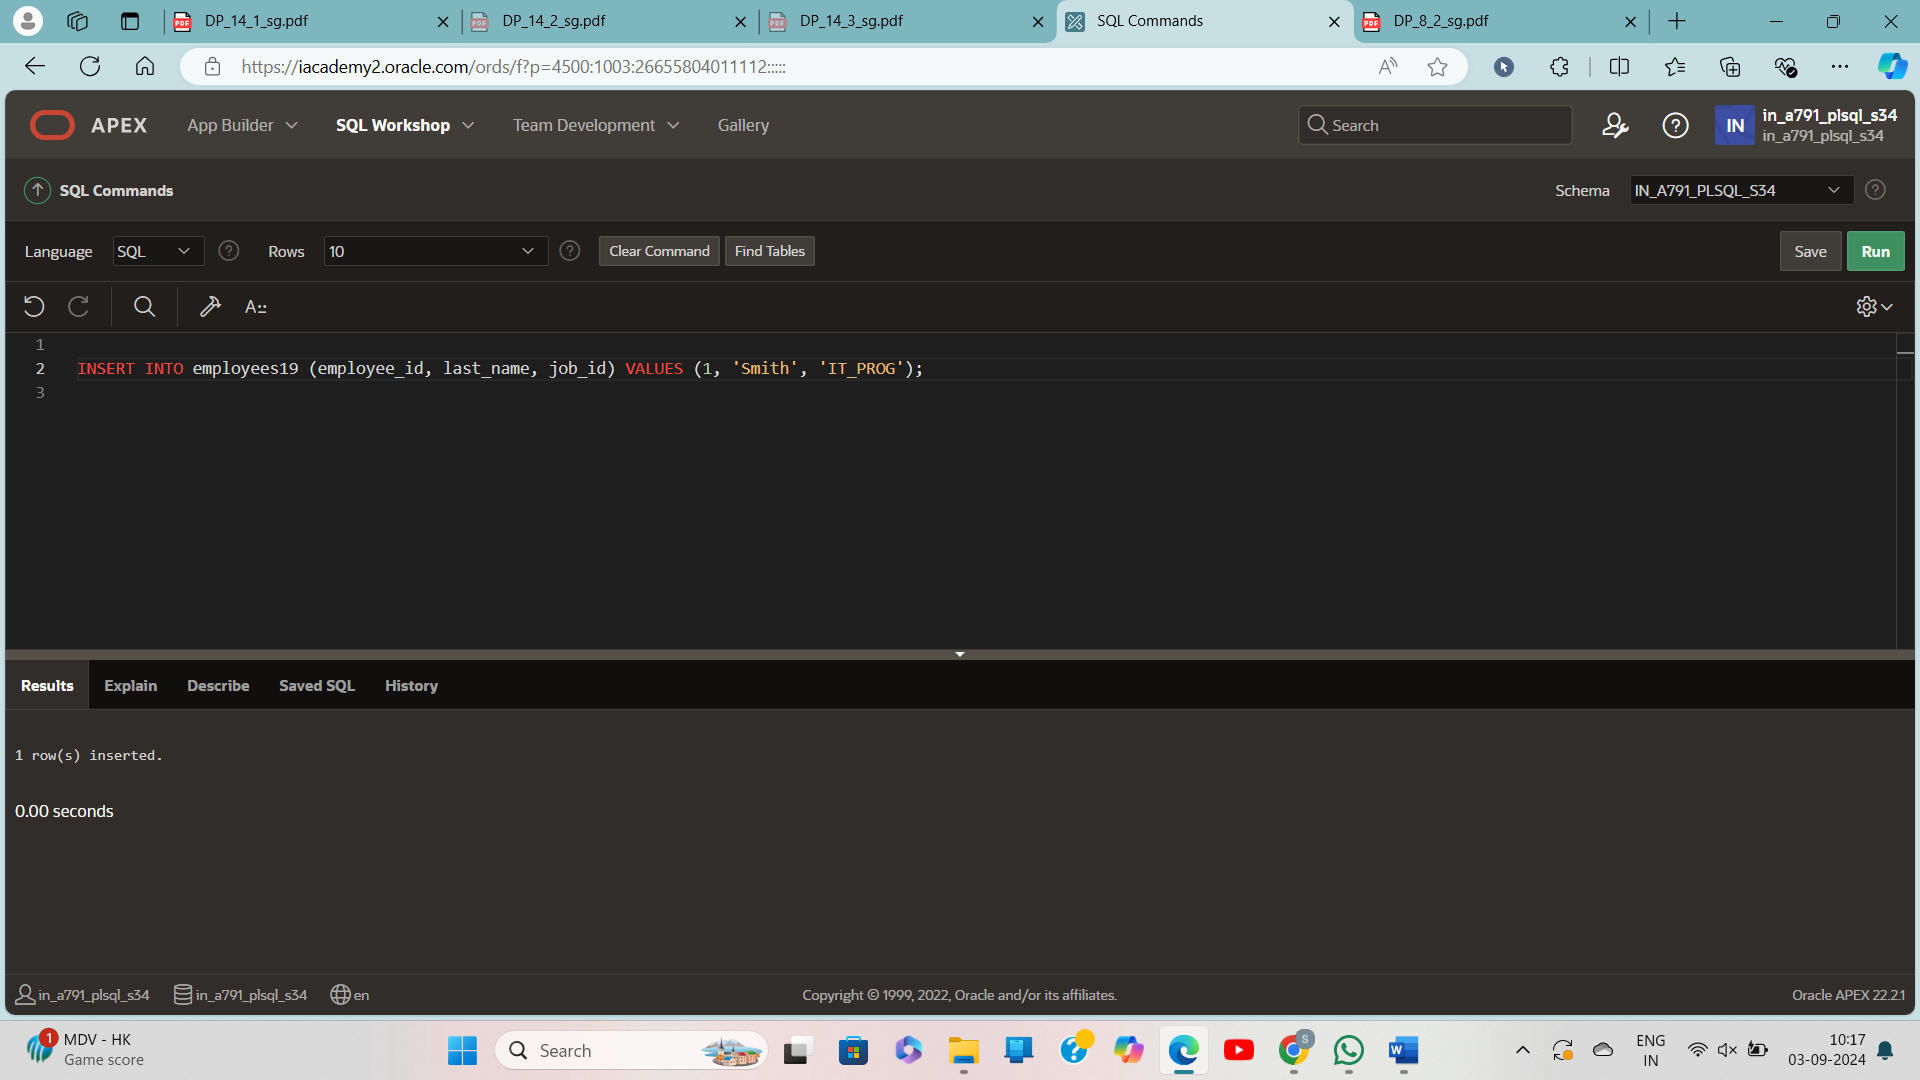 DP_14_1_sg.pdf
DP_14_2_sg.pdf
DP_14_3_sg.pdf
SQL Commands
DP_8_2_sg.pdf
https://iacademy2.oracle.com/ords/f?p=4500:1003:26655804011112:::::
APEX
App Builder
SQL Workshop
Team Development
Gallery
Search
IN
in_a791_plsql_s34
in_a791_plsql_s34
SQL Commands
Schema
IN_A791_PLSQL_S34
Language
SQL
Rows
10
Clear Command
Find Tables
Save
Run
A::
1
2 INSERT INTO employees19 (employee_id, last_name, job_id) VALUES (1, 'Smith', 'IT_PROG');
3
Results
Explain
Describe
Saved SQL
History
1 row(s) inserted.
0.00 seconds
in_a791_plsql_s34
in_a791_plsql_s34
en
Copyright © 1999, 2022, Oracle and/or its affiliates.
Oracle APEX 22.2.1
1
MDV - HK
Game score
Search
S
W
ENG
IN
10:17
03-09-2024